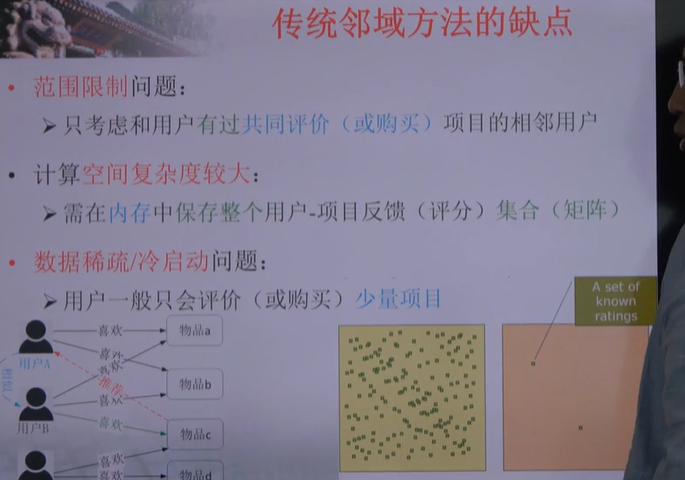 传统邻域方法的缺点
• 范围限制问题：
➢只考虑和用户有过共同评价（或购买）项目的相邻用户
• 计算空间复杂度较大：
➢需在内存中保存整个用户-项目反馈（评分）集合（矩阵）
• 数据稀疏/冷启动问题：
➢用户一般只会评价（或购买）少量项目
A set of
known
ratings
喜欢
物品a
用户A
喜欢
喜欢
相似
推荐
喜欢
物品b
用户B
喜欢
物品c
喜欢
喜欢
物品d